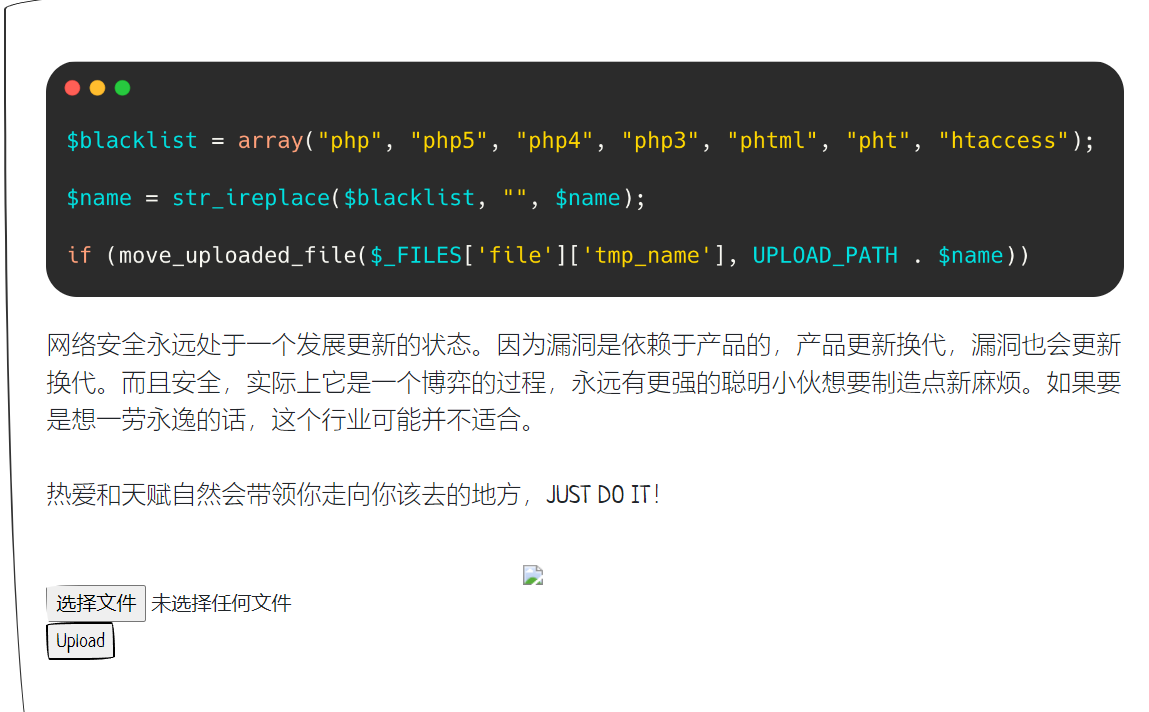 $blacklist = array("php", "php5", "php4", "php3", "phtml", "pht", "htaccess");
$name = str_ireplace($blacklist, "", $name);
if (move_uploaded_file($_FILES['file']['tmp_name'], UPLOAD_PATH . $name))
网络安全永远处于一个发展更新的状态。因为漏洞是依赖于产品的，产品更新换代，漏洞也会更新
换代。而且安全，实际上它是一个博弈的过程，永远有更强的聪明小伙想要制造点新麻烦。如果要
是想一劳永逸的话，这个行业可能并不适合。
热爱和天赋自然会带领你走向你该去的地方，JUST DO IT！
选择文件 未选择任何文件
Upload